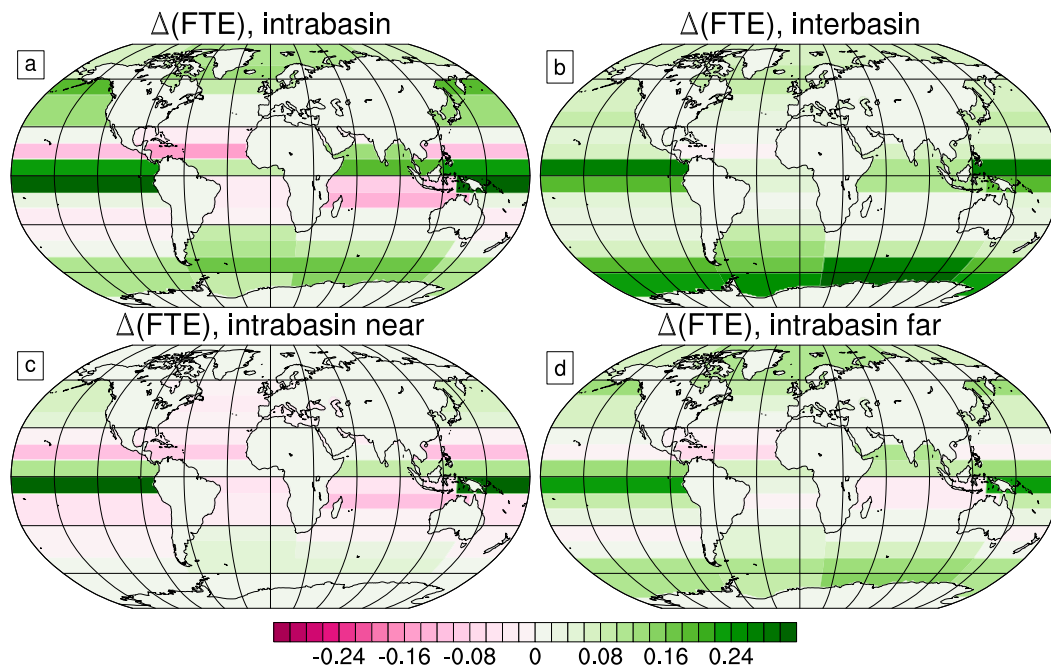 Δ(FTE), intrabasin
Δ(FTE), interbasin
a
b
Δ(FTE), intrabasin near
Δ(FTE), intrabasin far
c
d
-0.24 -0.16 -0.08 0 0.08 0.16 0.24